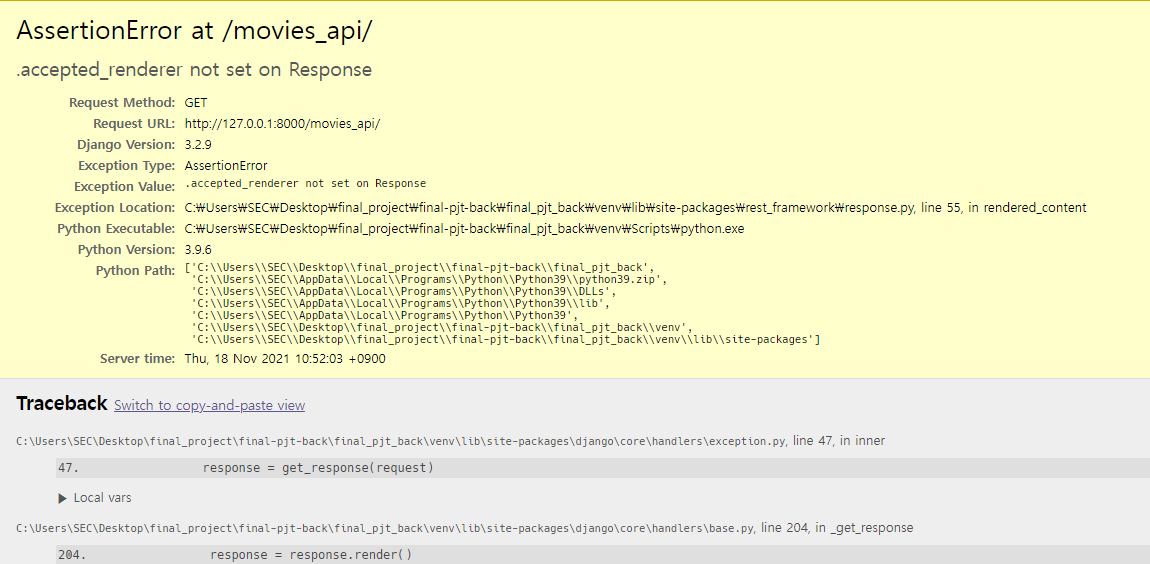 AssertionError at /movies_api/
.accepted_renderer not set on Response
Request Method: GET
Request URL: http://127.0.0.1:8000/movies_api/
Django Version: 3.2.9
Exception Type: AssertionError
Exception Value: .accepted_renderer not set on Response
Exception Location: C:₩Users₩SEC₩Desktop₩final_project₩final-pjt-back₩final_pjt_back₩venv₩lib₩site-packages₩rest_framework₩response.py, line 55, in rendered_content
Python Executable: C:₩Users₩SEC₩Desktop₩final_project₩final-pjt-back₩final_pjt_back₩venv₩Scripts₩python.exe
Python Version: 3.9.6
Python Path: ['C:\\Users\\SEC\\Desktop\\final_project\\final-pjt-back\\final_pjt_back',
'C:\\Users\\SEC\\AppData\\Local\\Programs\\Python\\Python39\\python39.zip',
'C:\\Users\\SEC\\AppData\\Local\\Programs\\Python\\Python39\\DLLs',
'C:\\Users\\SEC\\AppData\\Local\\Programs\\Python\\Python39\\lib',
'C:\\Users\\SEC\\AppData\\Local\\Programs\\Python\\Python39',
'C:\\Users\\SEC\\Desktop\\final_project\\final-pjt-back\\final_pjt_back\\venv',
'C:\\Users\\SEC\\Desktop\\final_project\\final-pjt-back\\final_pjt_back\\venv\\lib\\site-packages']
Server time: Thu, 18 Nov 2021 10:52:03 +0900
Traceback Switch to copy-and-paste view
C:\Users\SEC\Desktop\final_project\final-pjt-back\final_pjt_back\venv\lib\site-packages\django\core\handlers\exception.py, line 47, in inner
47. response = get_response(request)
▶ Local vars
C:\Users\SEC\Desktop\final_project\final-pjt-back\final_pjt_back\venv\lib\site-packages\django\core\handlers\base.py, line 204, in _get_response
204. response = response.render()